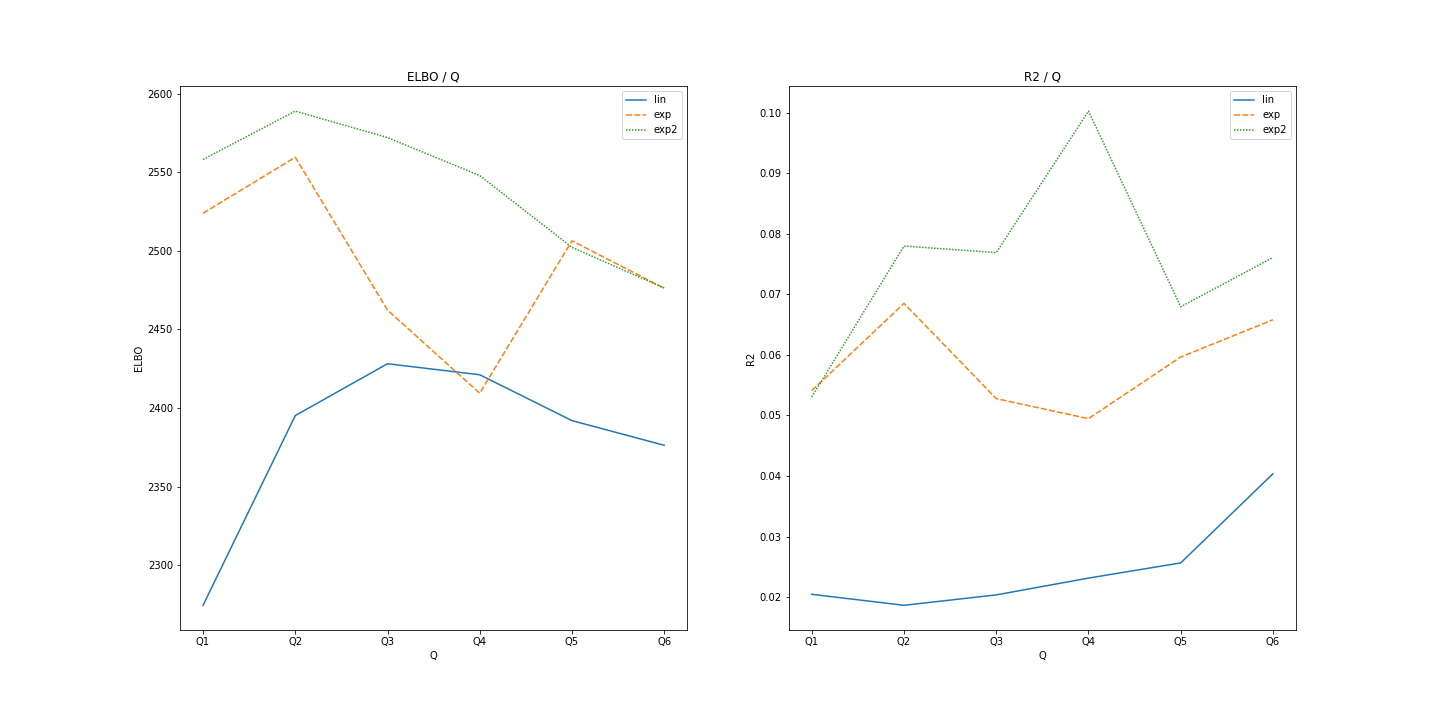 ELBO / Q
lin
exp
exp2
2600
2550
2500
2450
2400
2350
2300
ELBO
Q1 Q2 Q3 Q4 Q5 Q6
Q
R2 / Q
lin
exp
exp2
0.10
0.09
0.08
0.07
0.06
0.05
0.04
0.03
0.02
R2
Q1 Q2 Q3 Q4 Q5 Q6
Q